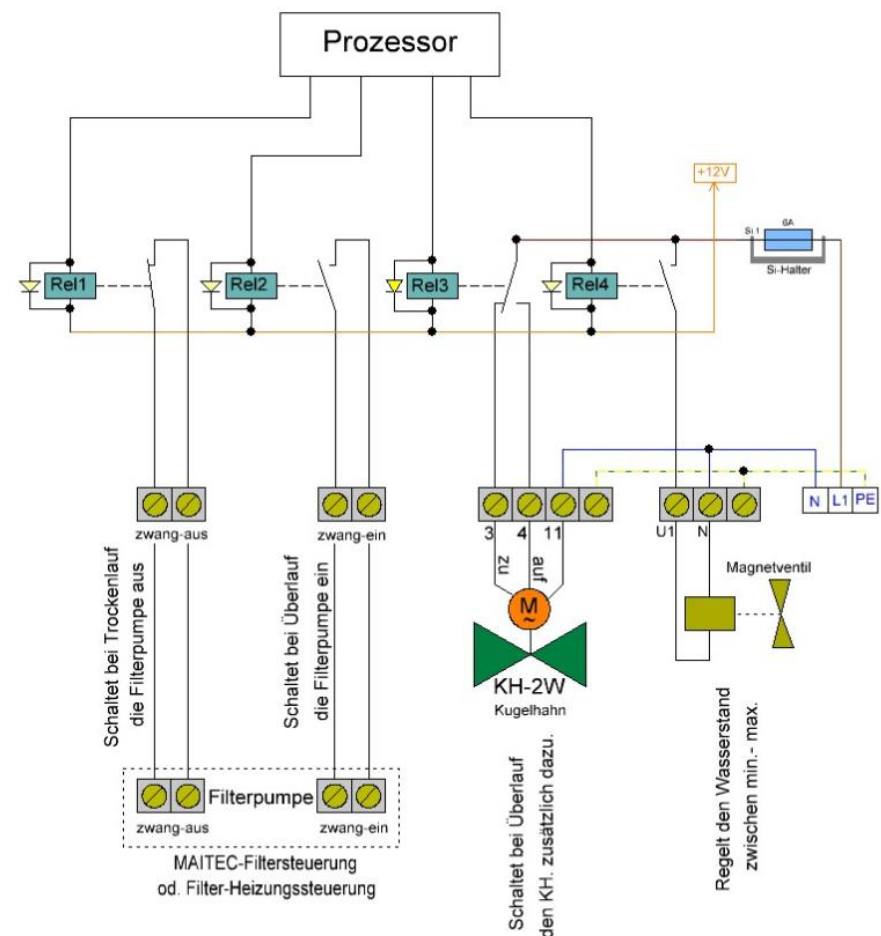 Prozessor
+12V
6A
Si 1
Si-Halter
Rel1
Rel2
Rel3
Rel4
zwang-aus
zwang-ein
3 4 11
U1 N
N L1 PE
zu
auf
M
~
KH-2W
Kugelhahn
Magnetventil
Schaltet bei Trockenlauf
die Filterpumpe aus
Schaltet bei Überlauf
die Filterpumpe ein
Schaltet bei Überlauf
den KH. zusätzlich dazu.
Regelt den Wasserstand
zwischen min.- max.
Filterpumpe
zwang-aus
zwang-ein
MAITEC-Filtersteuerung
od. Filter-Heizungssteuerung